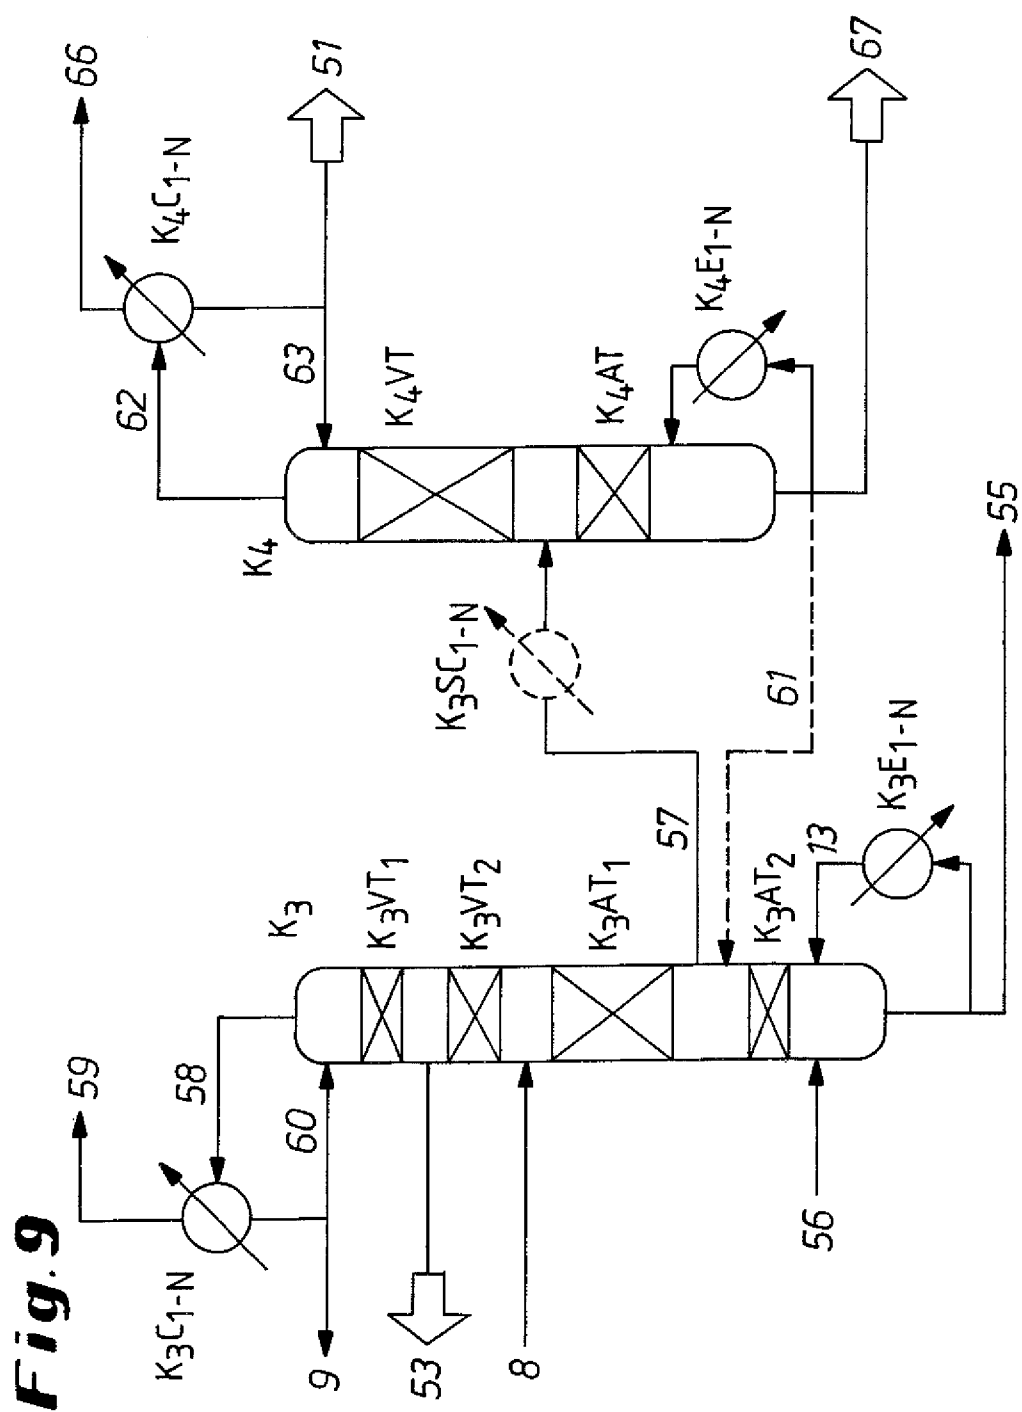 Fig. 9
66
51
67
K4C1-N
62
63
K4VT
K4AT
K4E1-N
K4
K3SC1-N
61
55
57
K3E1-N
13
K3
K3VT1
K3VT2
K3AT1
K3AT2
59
58
60
K3C1-N
9
53
8
56